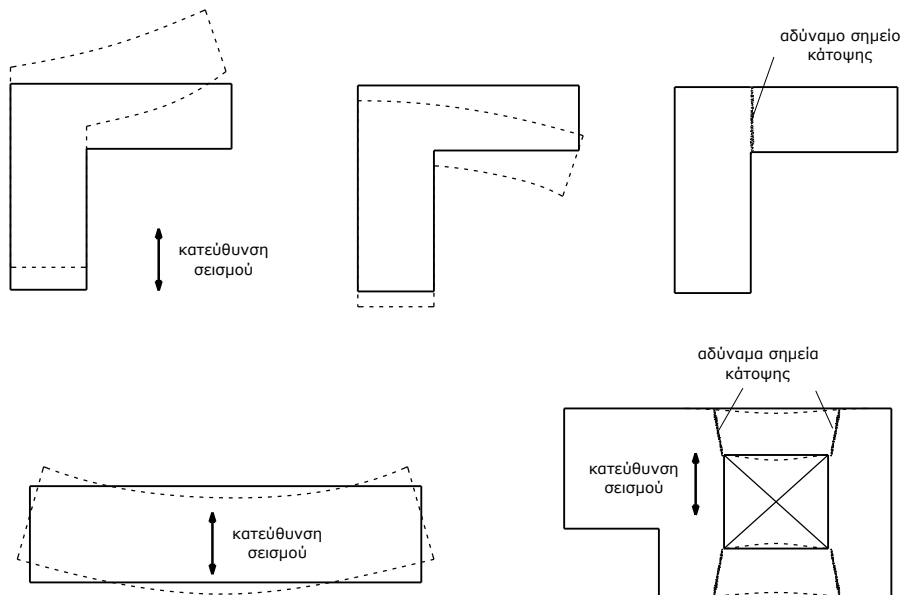 αδύναμο σημείο
κάτοψης
κατεύθυνση
σεισμού
αδύναμα σημεία
κάτοψης
κατεύθυνση
σεισμού
κατεύθυνση
σεισμού